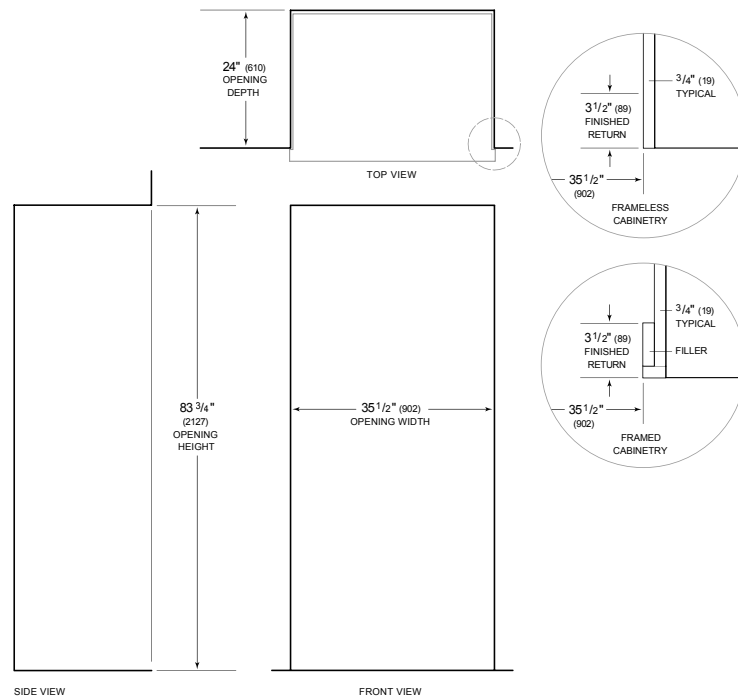 24" (610)
OPENING
DEPTH
TOP VIEW
3/4" (19)
TYPICAL
3 1/2" (89)
FINISHED
RETURN
35 1/2"
(902)
FRAMELESS
CABINETRY
3/4" (19)
TYPICAL
3 1/2" (89)
FINISHED
RETURN
FILLER
35 1/2"
(902)
FRAMED
CABINETRY
83 3/4"
(2127)
OPENING
HEIGHT
35 1/2" (902)
OPENING WIDTH
SIDE VIEW
FRONT VIEW